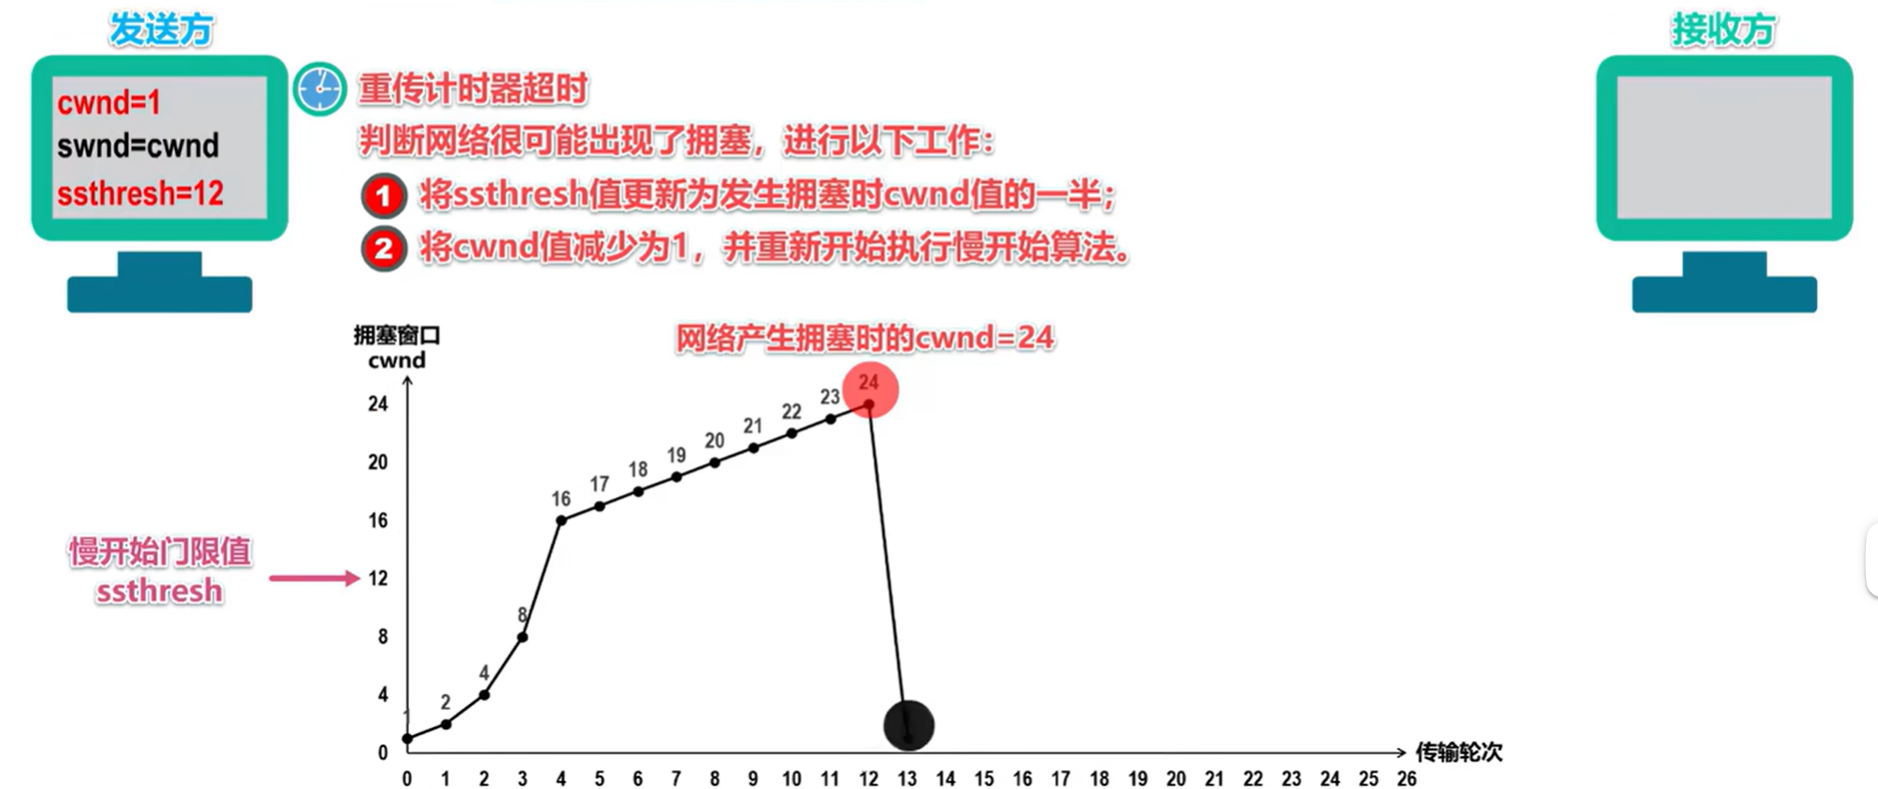 发送方
接收方
cwnd=1
swnd=cwnd
ssthresh=12
重传计时器超时
判断网络很可能出现了拥塞，进行以下工作：
1 将ssthresh值更新为发生拥塞时cwnd值的一半；
2 将cwnd值减少为1，并重新开始执行慢开始算法。
拥塞窗口
cwnd
网络产生拥塞时的cwnd=24
24
20
16
12
8
4
0
慢开始门限值
ssthresh
1
2
4
8
16
17
18
19
20
21
22
23
24
0 1 2 3 4 5 6 7 8 9 10 11 12 13 14 15 16 17 18 19 20 21 22 23 24 25 26
传输轮次